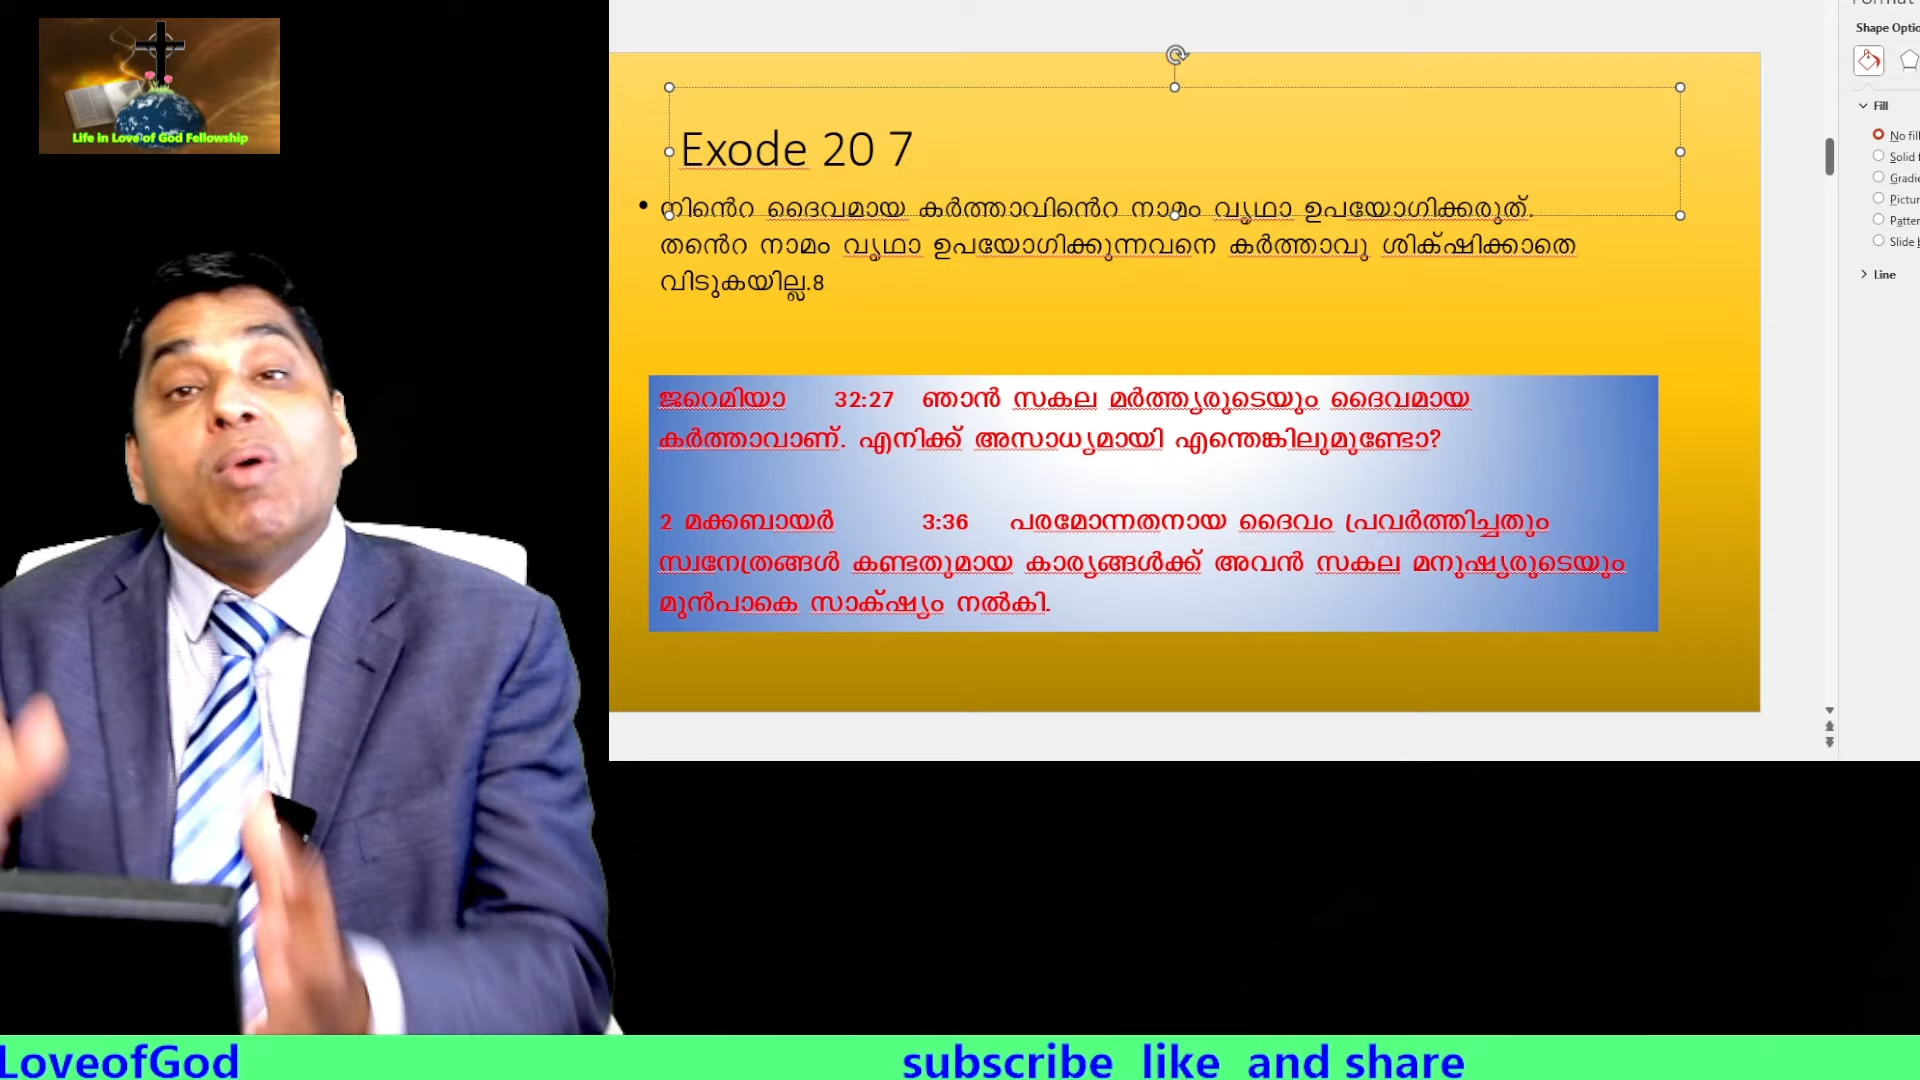 Life in Love of God Fellowship
Shape Optio
Fill
No fill
Solid f
Gradie
Pictur
Patter
Slide b
Line
Exode 20 7
• നിൻെറ ദൈവമായ കർത്താവിൻെറ നാമം വൃഥാ ഉപയോഗിക്കരുത്.
തൻെറ നാമം വൃഥാ ഉപയോഗിക്കുന്നവനെ കർത്താവു ശിക്ഷിക്കാതെ
വിടുകയില്ല.8
ജറെമിയാ 32:27 ഞാൻ സകല മർത്ത്യരുടെയും ദൈവമായ
കർത്താവാണ്. എനിക്ക് അസാധ്യമായി എന്തെങ്കിലുമുണ്ടോ?
2 മക്കബായർ 3:36 പരമോന്നതനായ ദൈവം പ്രവർത്തിച്ചതും
സ്വനേത്രങ്ങൾ കണ്ടതുമായ കാര്യങ്ങൾക്ക് അവൻ സകല മനുഷ്യരുടെയും
മുൻപാകെ സാക്ഷ്യം നൽകി.
LoveofGod subscribe like and share